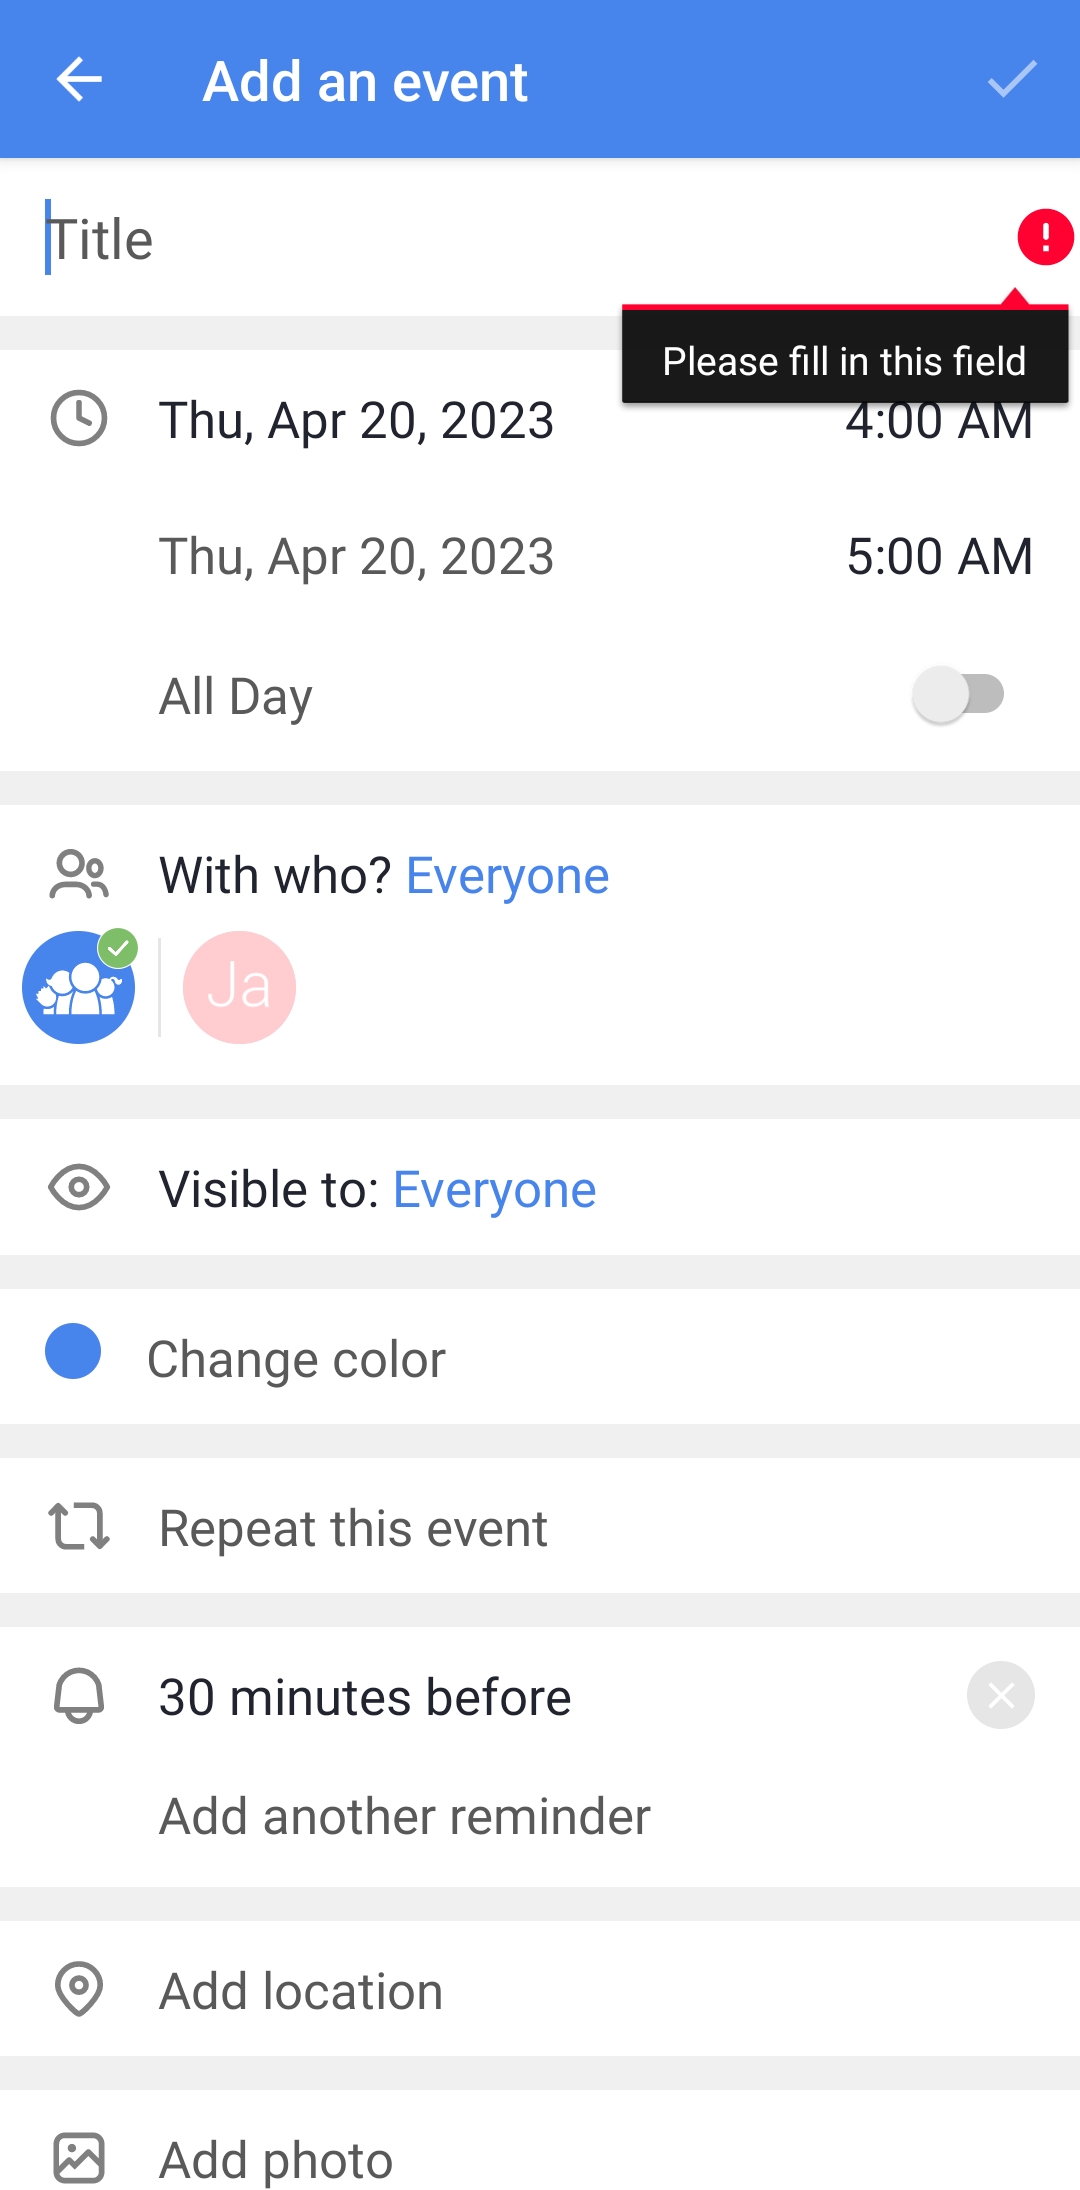 Add an event
Title
Please fill in this field
Thu, Apr 20, 2023 4:00 AM
Thu, Apr 20, 2023 5:00 AM
All Day
With who? Everyone
Ja
Visible to: Everyone
Change color
Repeat this event
30 minutes before
Add another reminder
Add location
Add photo